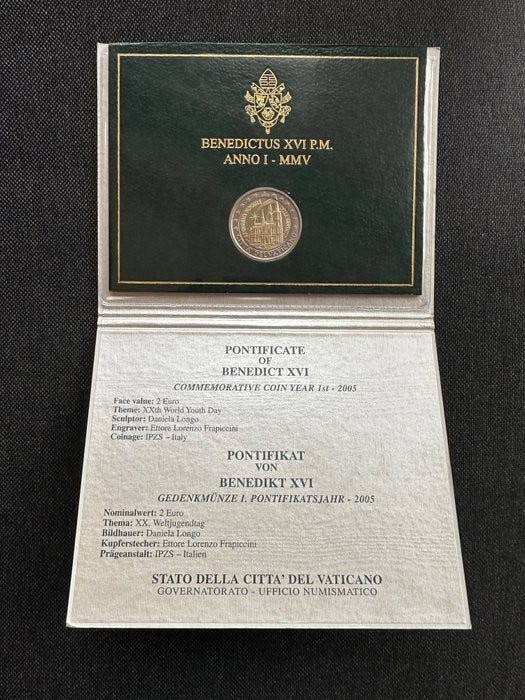 BENEDICTUS XVI P.M.
ANNO I - MMV
PONTIFICATE
OF
BENEDICT XVI
COMMEMORATIVE COIN YEAR 1st - 2005
Face value: 2 Euro
Theme: XXth World Youth Day
Sculptor: Daniela Longo
Engraver: Ettore Lorenzo Frapiccini
Coinage: IPZS – Italy
PONTIFIKAT
VON
BENEDIKT XVI
GEDENKMÜNZE I. PONTIFIKATSJAHR - 2005
Nominalwert: 2 Euro
Thema: XX. Weltjugendtag
Bildhauer: Daniela Longo
Kupferstecher: Ettore Lorenzo Frapiccini
Prägeanstalt: IPZS – Italien
STATO DELLA CITTA' DEL VATICANO
GOVERNATORATO - UFFICIO NUMISMATICO